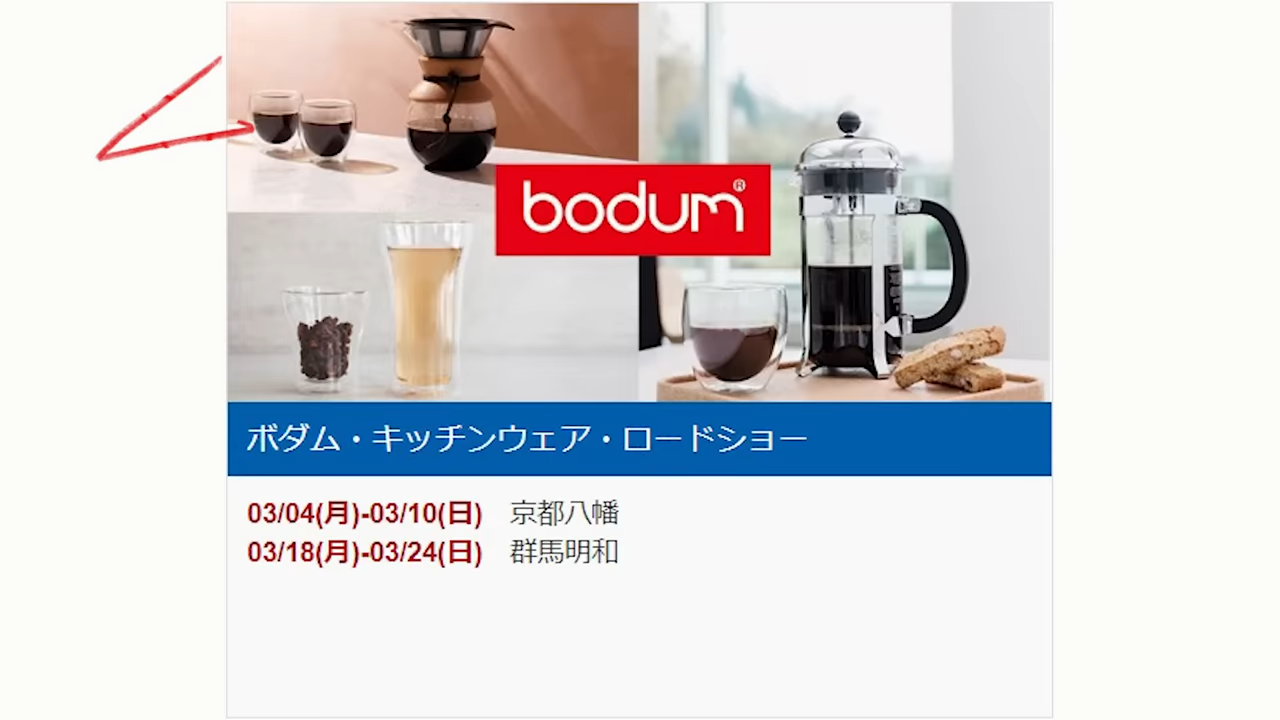 bodum®
ボダム・キッチンウェア・ロードショー
03/04(月)-03/10(日) 京都八幡
03/18(月)-03/24(日) 群馬明和